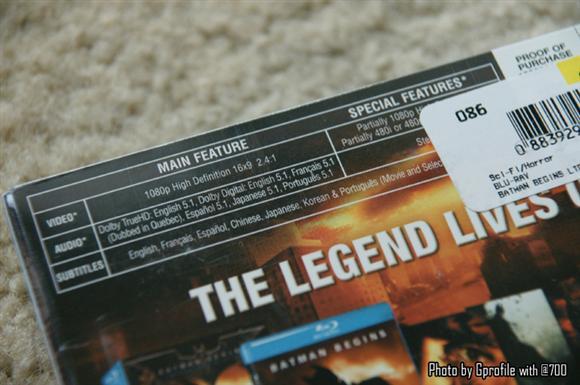 PROOF OF
PURCHASE
MAIN FEATURE
SPECIAL FEATURES*
VIDEO*
1080p High Definition 16x9 2.4:1
Partially 1080p
Partially 480i or
AUDIO*
Dolby TrueHD: English 5.1, Dolby Digital: English 5.1, Français 5.1
(Dubbed in Quebec), Español 5.1, Japanese 5.1, Português 5.1
SUBTITLES
English, Français, Español, Chinese, Japanese, Korean & Português (Movie and Select
086
883929
Sci-Fi/Horror
BLU-RAY
BATMAN BEGINS LTD
THE LEGEND LIVES
BATMAN BEGINS
Photo by Gprofile with @700